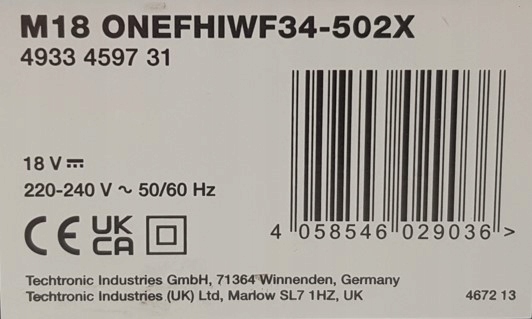 M18 ONEFHIWF34-502X
4933 4597 31
18 V ⎓
220-240 V ~ 50/60 Hz
CE UK CA
4 058546 029036 >
Techtronic Industries GmbH, 71364 Winnenden, Germany
Techtronic Industries (UK) Ltd, Marlow SL7 1HZ, UK
4672 13